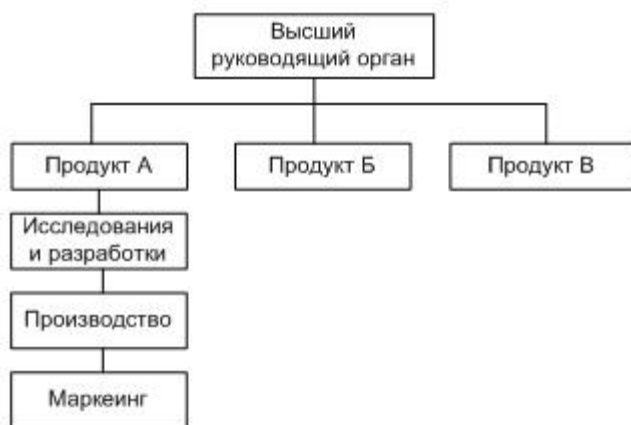 Высший
руководящий орган
Продукт А
Продукт Б
Продукт В
Исследования
и разработки
Производство
Маркеинг